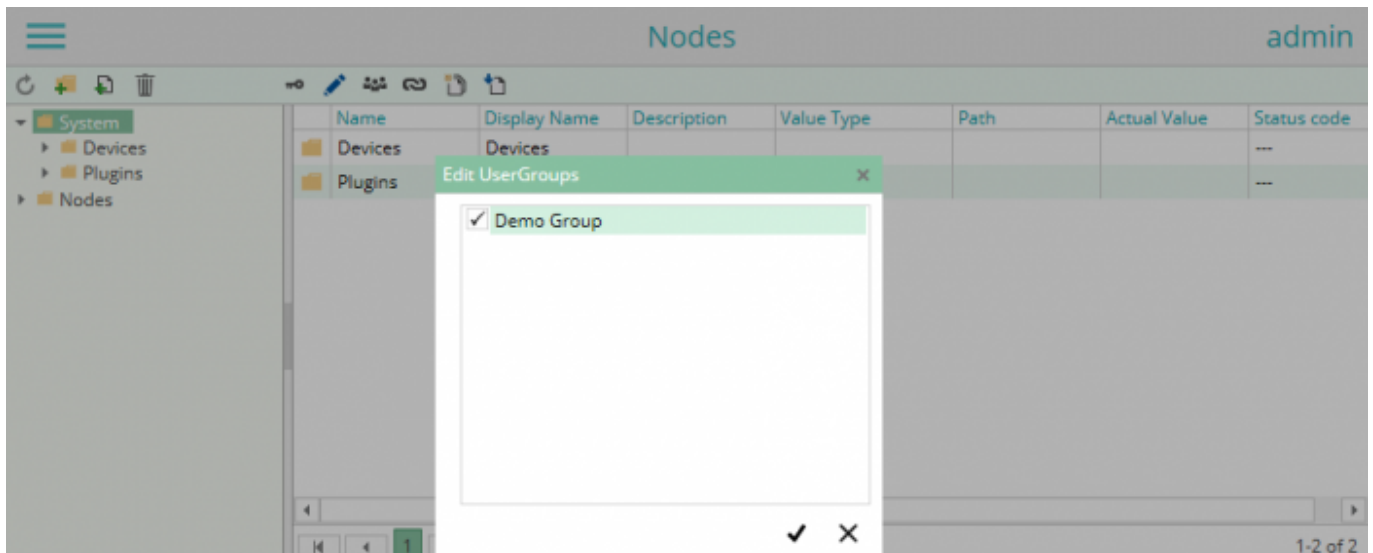 Nodes admin
System
Devices
Plugins
Nodes
Name Display Name Description Value Type Path Actual Value Status code
Devices Devices ---
Plugins ---
Edit UserGroups
Demo Group
1
1-2 of 2